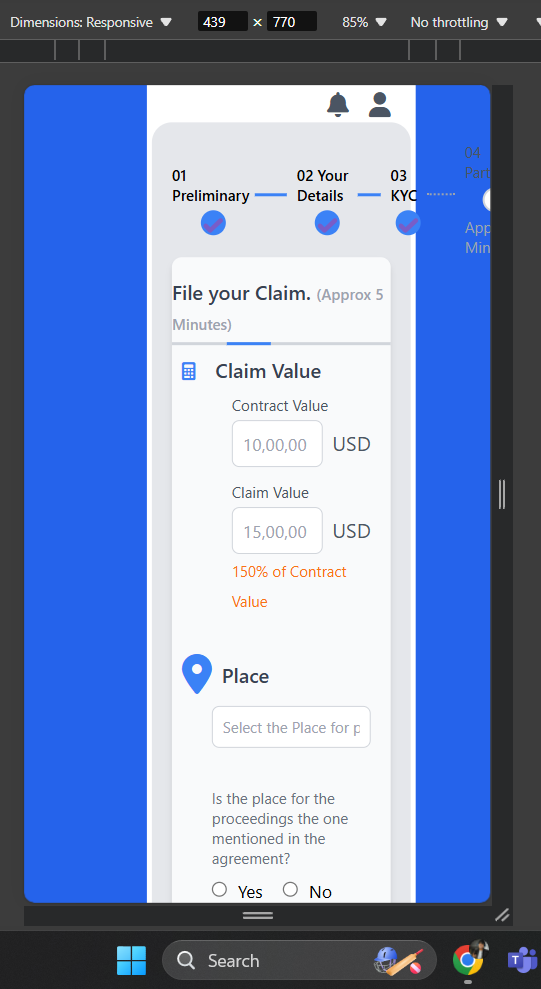 Dimensions: Responsive 439 × 770 85% No throttling
01 Preliminary
02 Your Details
03 KYC
04
Part
App
Min
File your Claim. (Approx 5
Minutes)
Claim Value
Contract Value
10,00,00 USD
Claim Value
15,00,00 USD
150% of Contract
Value
Place
Select the Place for p
Is the place for the
proceedings the one
mentioned in the
agreement?
Yes No
Search
T